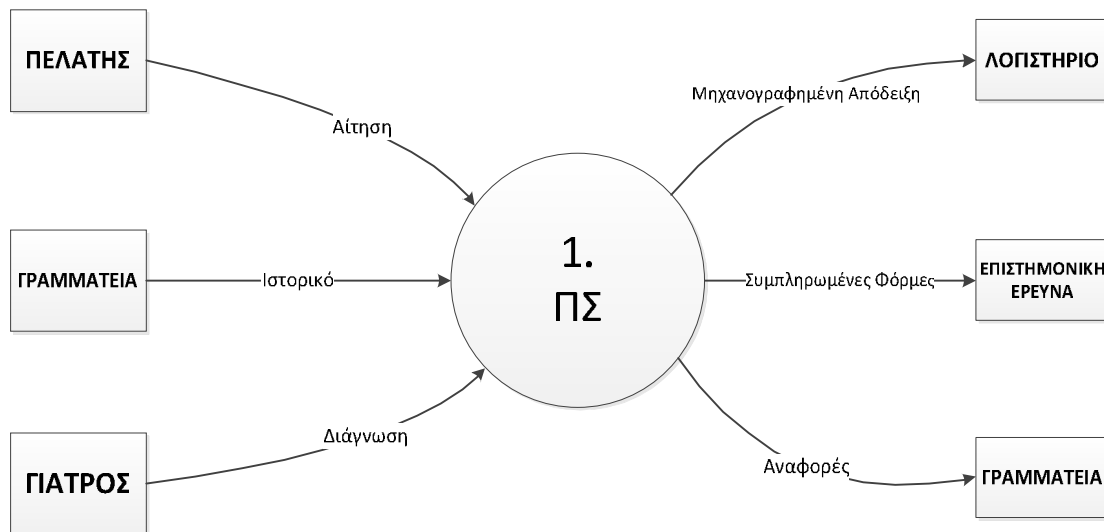 ΠΕΛΑΤΗΣ
Αίτηση
ΓΡΑΜΜΑΤΕΙΑ
Ιστορικό
ΓΙΑΤΡΟΣ
Διάγνωση
1.
ΠΣ
Μηχανογραφημένη Απόδειξη
ΛΟΓΙΣΤΗΡΙΟ
Συμπληρωμένες Φόρμες
ΕΠΙΣΤΗΜΟΝΙΚΗ
ΕΡΕΥΝΑ
Αναφορές
ΓΡΑΜΜΑΤΕΙΑ